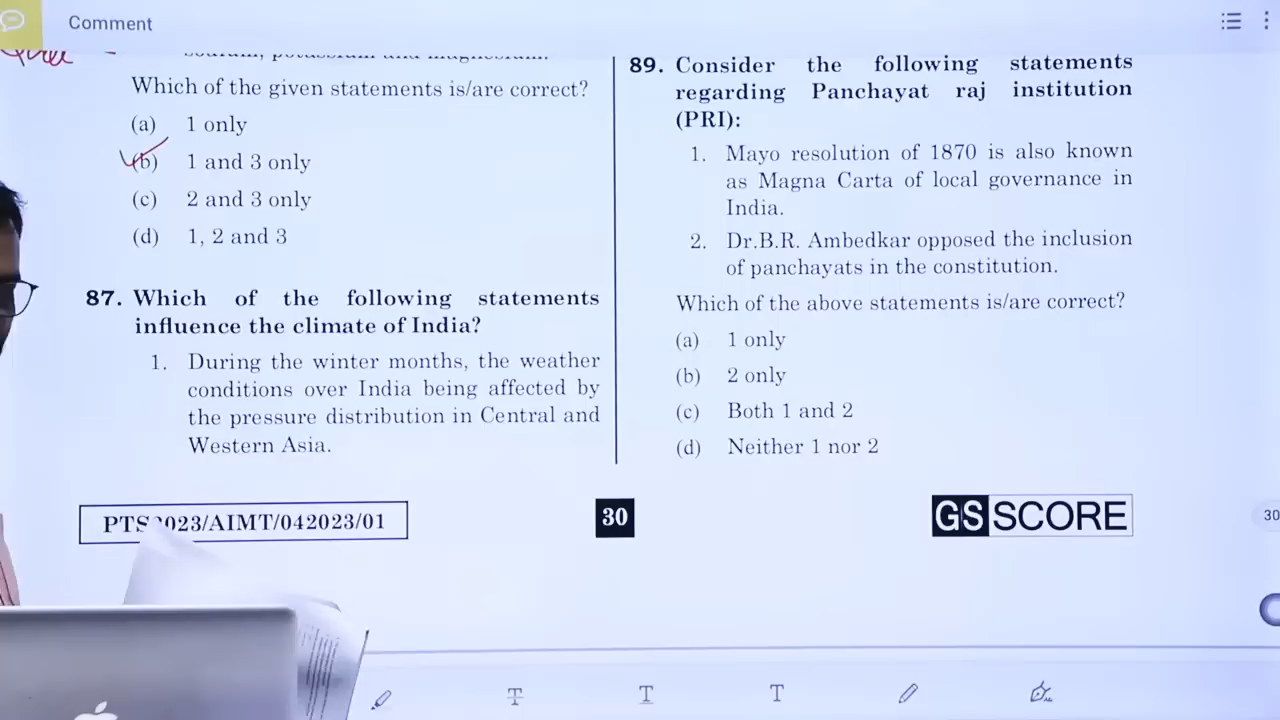 Comment
Which of the given statements is/are correct?
(a) 1 only
(b) 1 and 3 only
(c) 2 and 3 only
(d) 1, 2 and 3
87. Which of the following statements
influence the climate of India?
1. During the winter months, the weather
conditions over India being affected by
the pressure distribution in Central and
Western Asia.
89. Consider the following statements
regarding Panchayat raj institution
(PRI):
1. Mayo resolution of 1870 is also known
as Magna Carta of local governance in
India.
2. Dr.B.R. Ambedkar opposed the inclusion
of panchayats in the constitution.
Which of the above statements is/are correct?
(a) 1 only
(b) 2 only
(c) Both 1 and 2
(d) Neither 1 nor 2
PTS2023/AIMT/042023/01
30
GS SCORE
30
T
T
T